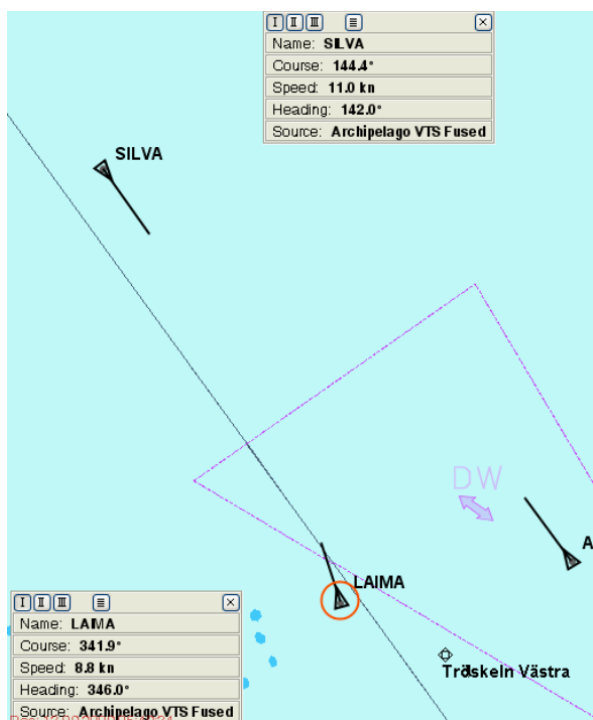 I II III
Name: SILVA
Course: 144.4°
Speed: 11.0 kn
Heading: 142.0°
Source: Archipelago VTS Fused
SILVA
DW
A
LAIMA
Tröskeln Västra
I II III
Name: LAIMA
Course: 341.9°
Speed: 8.8 kn
Heading: 346.0°
Source: Archipelago VTS Fused